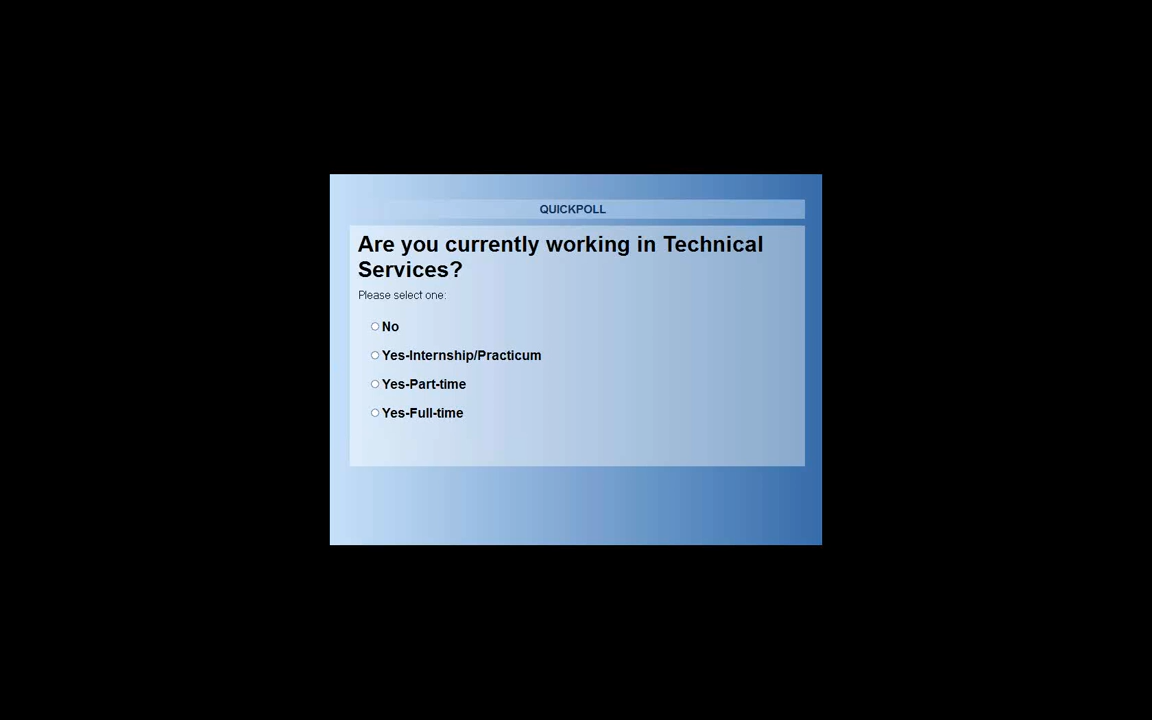 QUICKPOLL
Are you currently working in Technical
Services?
Please select one:
No
Yes-Internship/Practicum
Yes-Part-time
Yes-Full-time